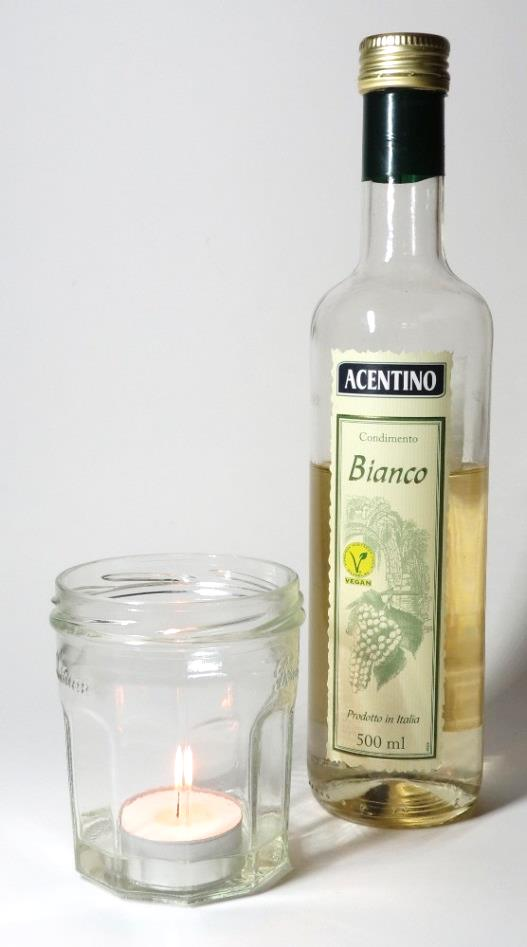 ACENTINO
Condimento
Bianco
VEGAN
Prodotto in Italia
500 ml